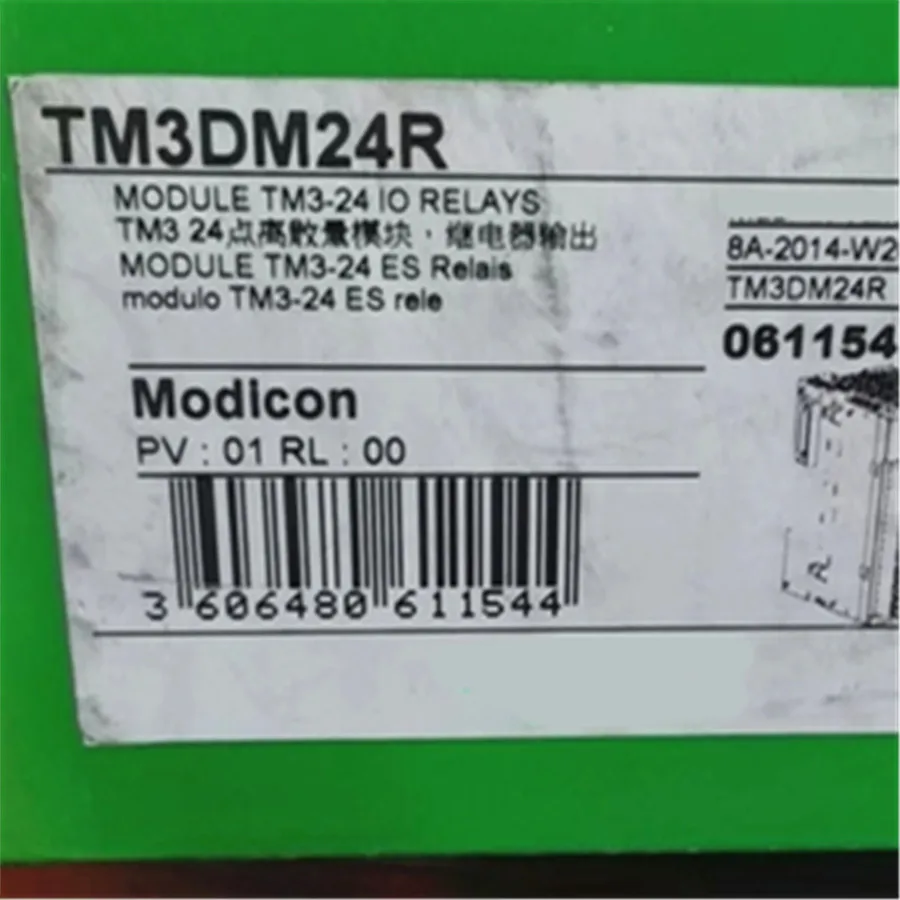 TM3DM24R
MODULE TM3-24 IO RELAYS
TM3 24点离散量模块，继电器输出
MODULE TM3-24 ES Relais
modulo TM3-24 ES rele
8A-2014-W2
TM3DM24R
061154
Modicon
PV : 01 RL : 00
3 606480 611544